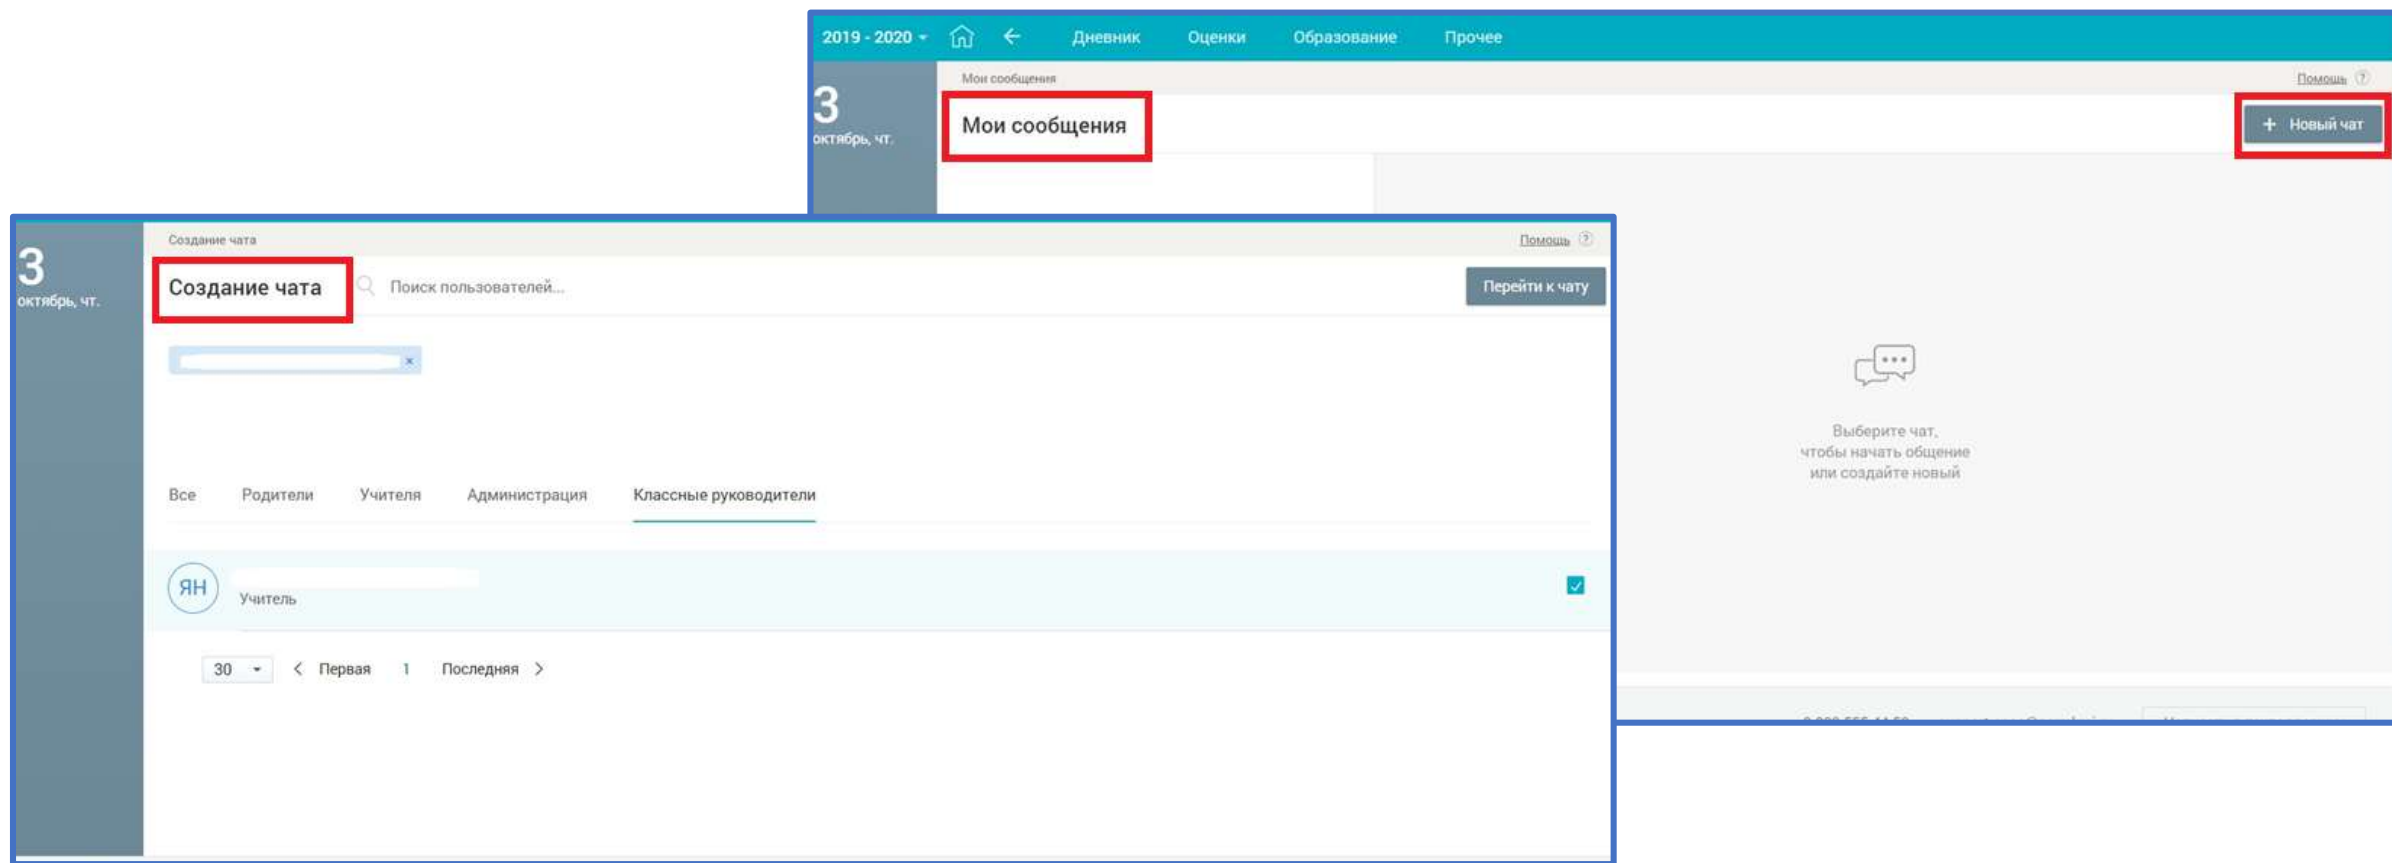 2019 - 2020 Дневник Оценки Образование Прочее
Мои сообщения Помощь ?
3
октябрь, чт.
Мои сообщения + Новый чат
Выберите чат,
чтобы начать общение
или создайте новый
Создание чата Помощь ?
3
октябрь, чт.
Создание чата Поиск пользователей... Перейти к чату
×
Все Родители Учителя Администрация Классные руководители
ЯН
Учитель
30 < Первая 1 Последняя >